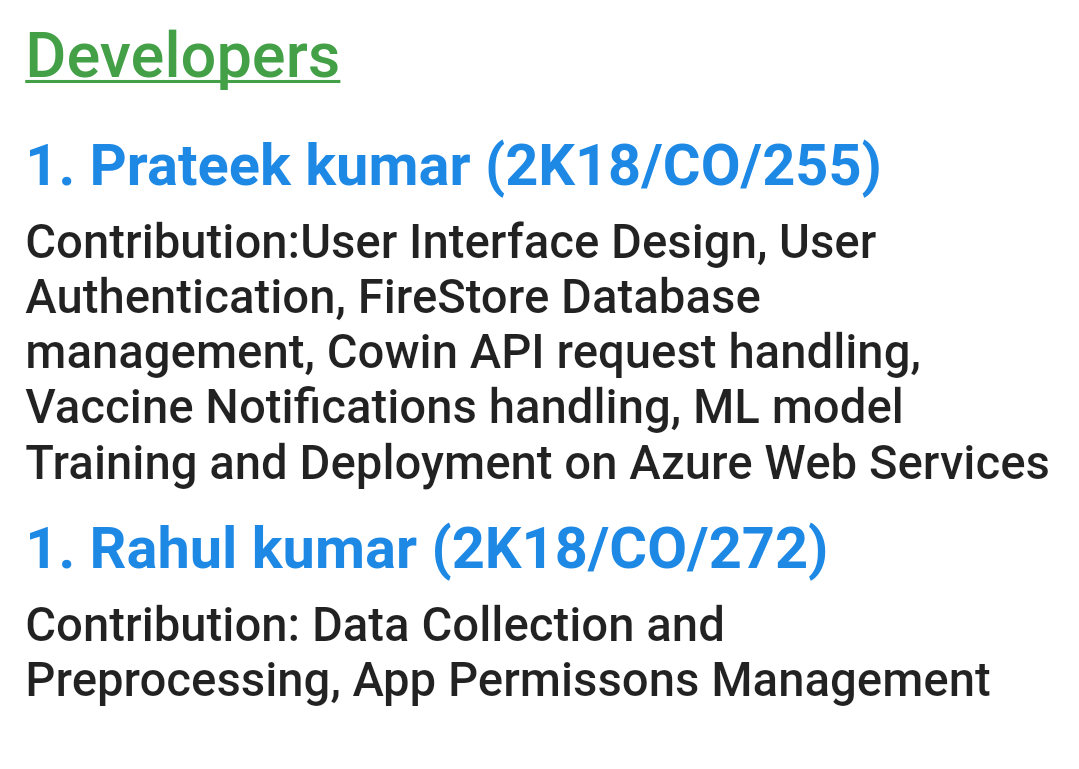 Developers
1. Prateek kumar (2K18/CO/255)
Contribution:User Interface Design, User
Authentication, FireStore Database
management, Cowin API request handling,
Vaccine Notifications handling, ML model
Training and Deployment on Azure Web Services
1. Rahul kumar (2K18/CO/272)
Contribution: Data Collection and
Preprocessing, App Permissons Management